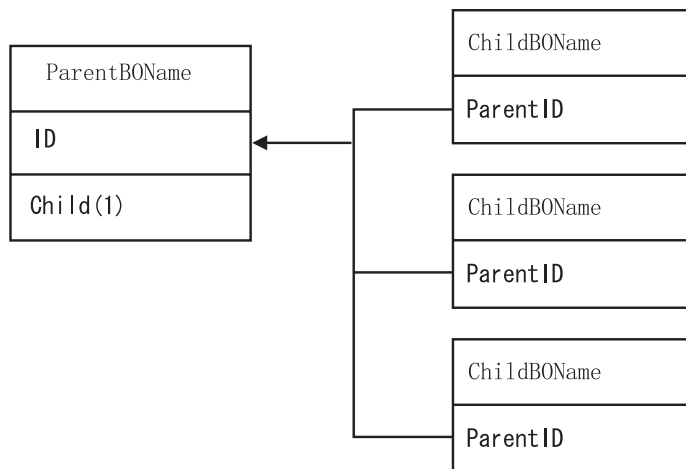 ParentBOName
ID
Child(1)
ChildBOName
ParentID
ChildBOName
ParentID
ChildBOName
ParentID